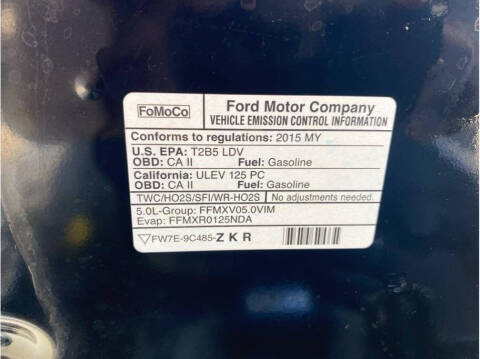 FoMoCo
Ford Motor Company
VEHICLE EMISSION CONTROL INFORMATION
Conforms to regulations: 2015 MY
U.S. EPA: T2B5 LDV
OBD: CA II Fuel: Gasoline
California: ULEV 125 PC
OBD: CA II Fuel: Gasoline
TWC/HO2S/SFI/WR-HO2S No adjustments needed.
5.0L-Group: FFMXV05.0VIM
Evap: FFMXR0125NDA
FW7E-9C485-Z K R